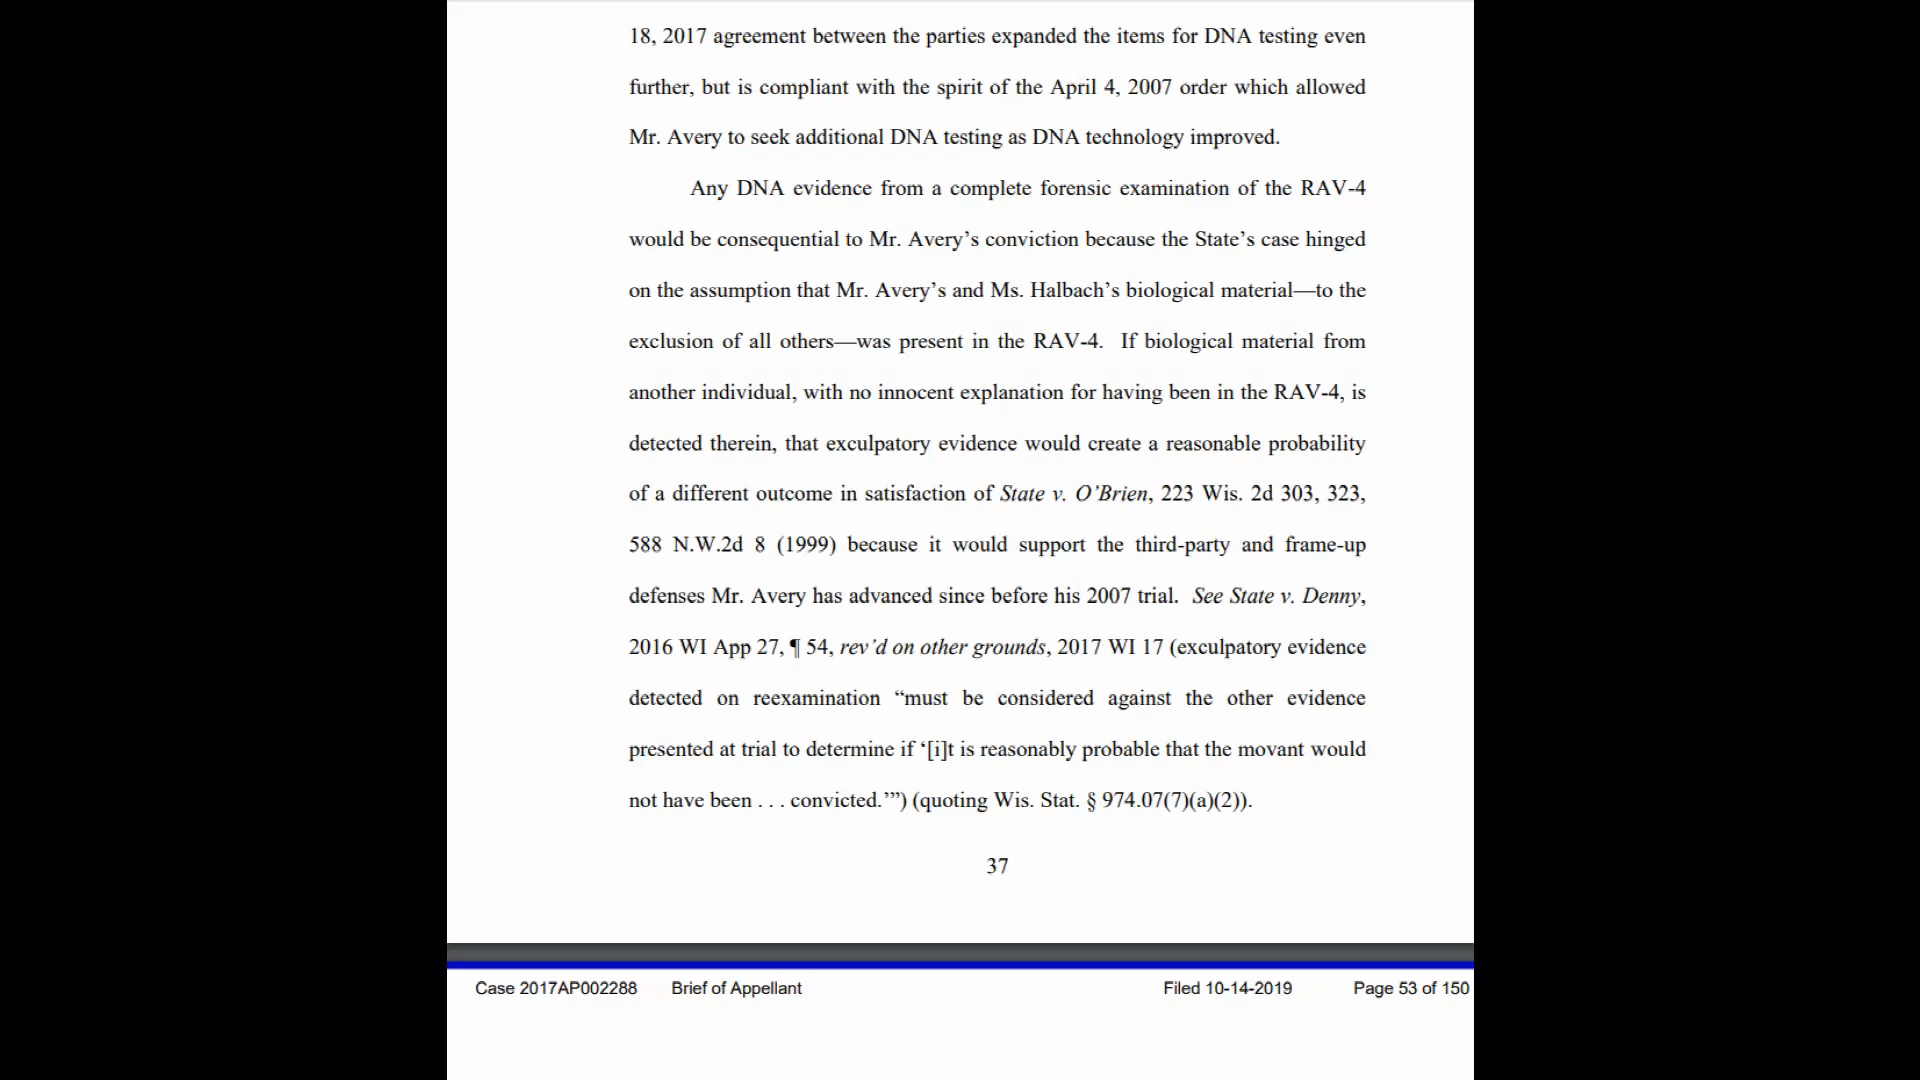 18, 2017 agreement between the parties expanded the items for DNA testing even
further, but is compliant with the spirit of the April 4, 2007 order which allowed
Mr. Avery to seek additional DNA testing as DNA technology improved.
Any DNA evidence from a complete forensic examination of the RAV-4
would be consequential to Mr. Avery’s conviction because the State’s case hinged
on the assumption that Mr. Avery’s and Ms. Halbach’s biological material—to the
exclusion of all others—was present in the RAV-4. If biological material from
another individual, with no innocent explanation for having been in the RAV-4, is
detected therein, that exculpatory evidence would create a reasonable probability
of a different outcome in satisfaction of State v. O’Brien, 223 Wis. 2d 303, 323,
588 N.W.2d 8 (1999) because it would support the third-party and frame-up
defenses Mr. Avery has advanced since before his 2007 trial. See State v. Denny,
2016 WI App 27, ¶ 54, rev’d on other grounds, 2017 WI 17 (exculpatory evidence
detected on reexamination “must be considered against the other evidence
presented at trial to determine if ‘[i]t is reasonably probable that the movant would
not have been . . . convicted.’”) (quoting Wis. Stat. § 974.07(7)(a)(2)).
37
Case 2017AP002288 Brief of Appellant Filed 10-14-2019 Page 53 of 150